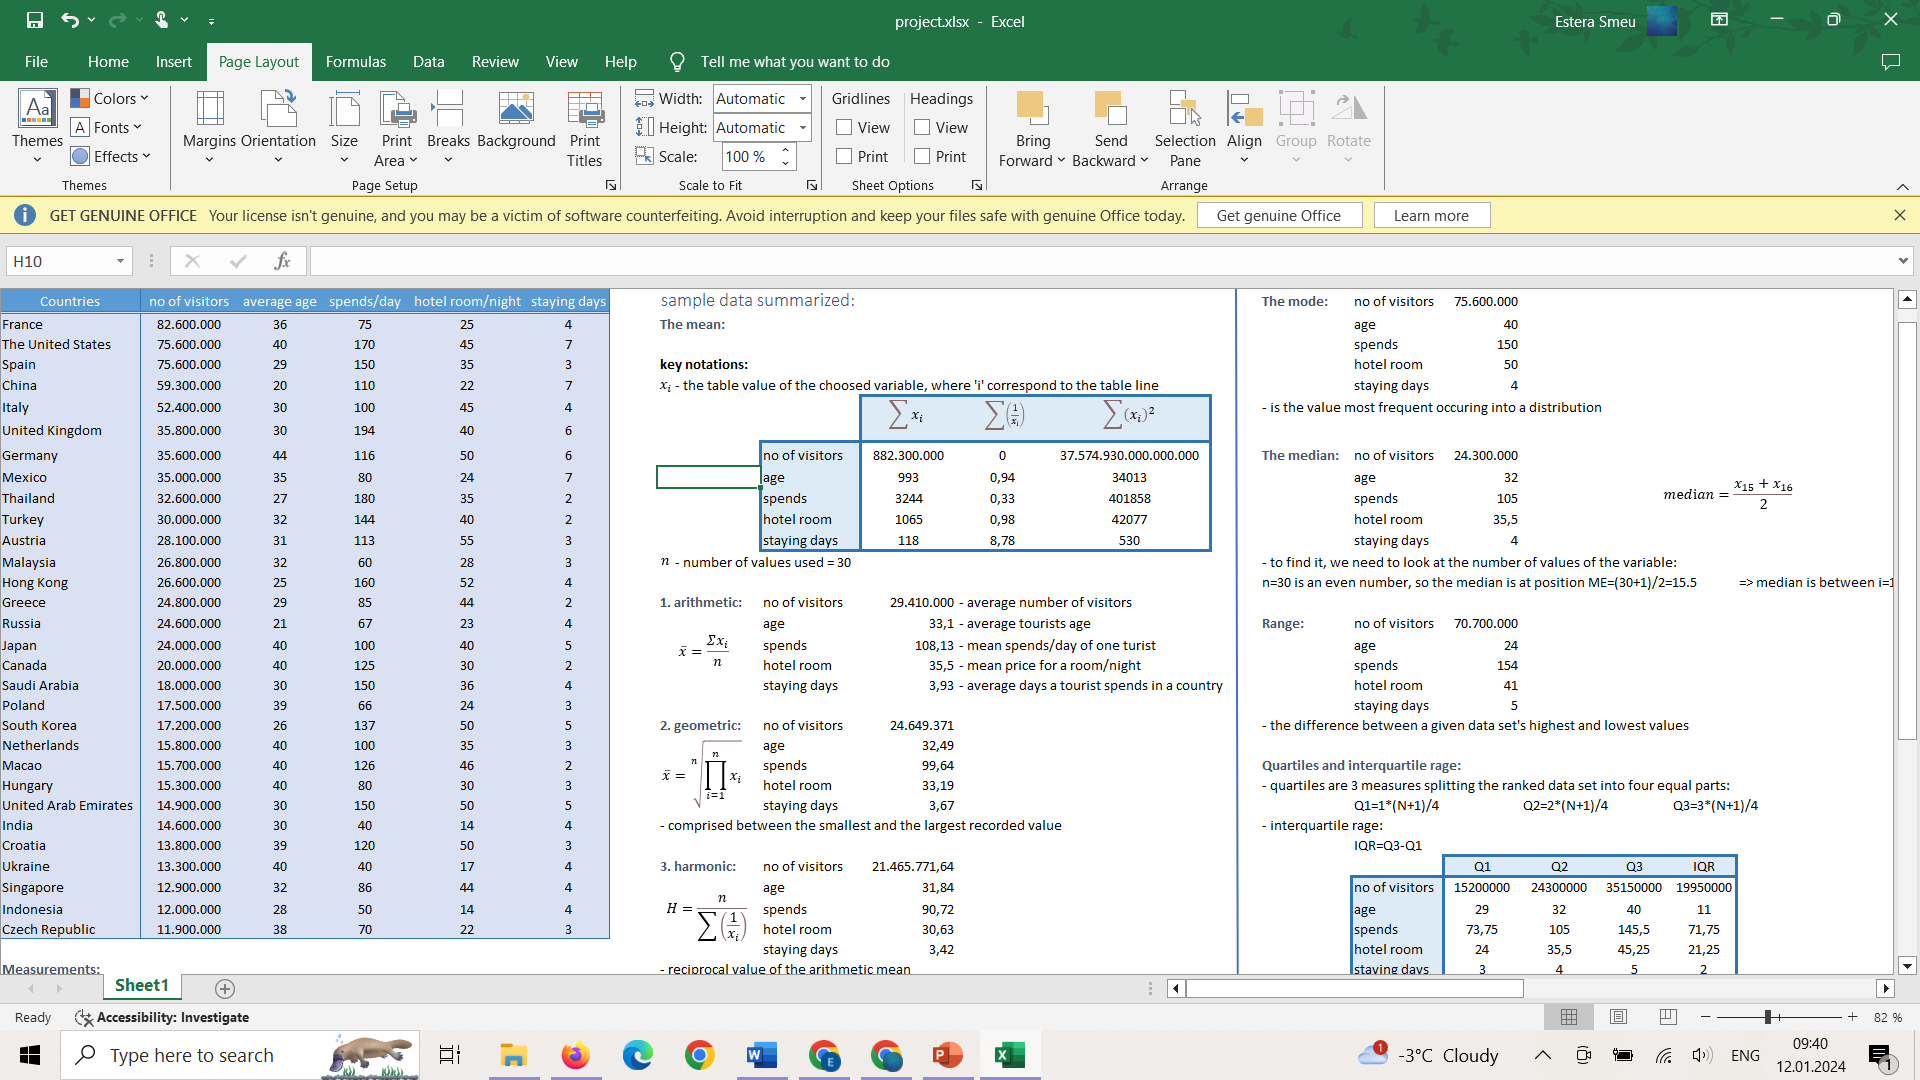 project.xlsx - Excel
Estera Smeu
File Home Insert Page Layout Formulas Data Review View Help Tell me what you want to do
Themes
Colors
Fonts
Effects
Themes
Margins Orientation Size Print Area Breaks Background Print Titles
Page Setup
Width: Automatic
Height: Automatic
Scale: 100 %
Scale to Fit
Gridlines Headings
View View
Print Print
Sheet Options
Bring Forward Send Backward Selection Pane Align Group Rotate
Arrange
GET GENUINE OFFICE Your license isn't genuine, and you may be a victim of software counterfeiting. Avoid interruption and keep your files safe with genuine Office today. Get genuine Office Learn more
H10 fx
Countries no of visitors average age spends/day hotel room/night staying days
France 82.600.000 36 75 25 4
The United States 75.600.000 40 170 45 7
Spain 75.600.000 29 150 35 3
China 59.300.000 20 110 22 7
Italy 52.400.000 30 100 45 4
United Kingdom 35.800.000 30 194 40 6
Germany 35.600.000 44 116 50 6
Mexico 35.000.000 35 80 24 7
Thailand 32.600.000 27 180 35 2
Turkey 30.000.000 32 144 40 2
Austria 28.100.000 31 113 55 3
Malaysia 26.800.000 32 60 28 3
Hong Kong 26.600.000 25 160 52 4
Greece 24.800.000 29 85 44 2
Russia 24.600.000 21 67 23 4
Japan 24.000.000 40 100 40 5
Canada 20.000.000 40 125 30 2
Saudi Arabia 18.000.000 30 150 36 4
Poland 17.500.000 39 66 24 3
South Korea 17.200.000 26 137 50 5
Netherlands 15.800.000 40 100 35 3
Macao 15.700.000 40 126 46 2
Hungary 15.300.000 40 80 30 3
United Arab Emirates 14.900.000 30 150 50 5
India 14.600.000 30 40 14 4
Croatia 13.800.000 39 120 50 3
Ukraine 13.300.000 40 40 17 4
Singapore 12.900.000 32 86 44 4
Indonesia 12.000.000 28 50 14 4
Czech Republic 11.900.000 38 70 22 3
Measurements:
sample data summarized:
The mean:
key notations:
xᵢ - the table value of the choosed variable, where 'i' correspond to the table line
∑ xᵢ ∑(1/xᵢ) ∑(xᵢ)²
no of visitors 882.300.000 0 37.574.930.000.000.000
age 993 0,94 34013
spends 3244 0,33 401858
hotel room 1065 0,98 42077
staying days 118 8,78 530
n - number of values used = 30
1. arithmetic: no of visitors 29.410.000 - average number of visitors
age 33,1 - average tourists age
x̄ = Σxᵢ / n
spends 108,13 - mean spends/day of one turist
hotel room 35,5 - mean price for a room/night
staying days 3,93 - average days a tourist spends in a country
2. geometric: no of visitors 24.649.371
age 32,49
x̄ = ⁿ√∏ⁿᵢ₌₁ xᵢ
spends 99,64
hotel room 33,19
staying days 3,67
- comprised between the smallest and the largest recorded value
3. harmonic: no of visitors 21.465.771,64
age 31,84
H = n / ∑(1/xᵢ)
spends 90,72
hotel room 30,63
staying days 3,42
- reciprocal value of the arithmetic mean
The mode: no of visitors 75.600.000
age 40
spends 150
hotel room 50
staying days 4
- is the value most frequent occuring into a distribution
The median: no of visitors 24.300.000
age 32
spends 105
median = (x₁₅ + x₁₆) / 2
hotel room 35,5
staying days 4
- to find it, we need to look at the number of values of the variable:
n=30 is an even number, so the median is at position ME=(30+1)/2=15.5 => median is between i=1
Range: no of visitors 70.700.000
age 24
spends 154
hotel room 41
staying days 5
- the difference between a given data set's highest and lowest values
Quartiles and interquartile rage:
- quartiles are 3 measures splitting the ranked data set into four equal parts:
Q1=1*(N+1)/4 Q2=2*(N+1)/4 Q3=3*(N+1)/4
- interquartile rage:
IQR=Q3-Q1
Q1 Q2 Q3 IQR
no of visitors 15200000 24300000 35150000 19950000
age 29 32 40 11
spends 73,75 105 145,5 71,75
hotel room 24 35,5 45,25 21,25
staying days 3 4 5 2
Sheet1
Ready Accessibility: Investigate 82 %
Type here to search
-3°C Cloudy
ENG
09:40
12.01.2024